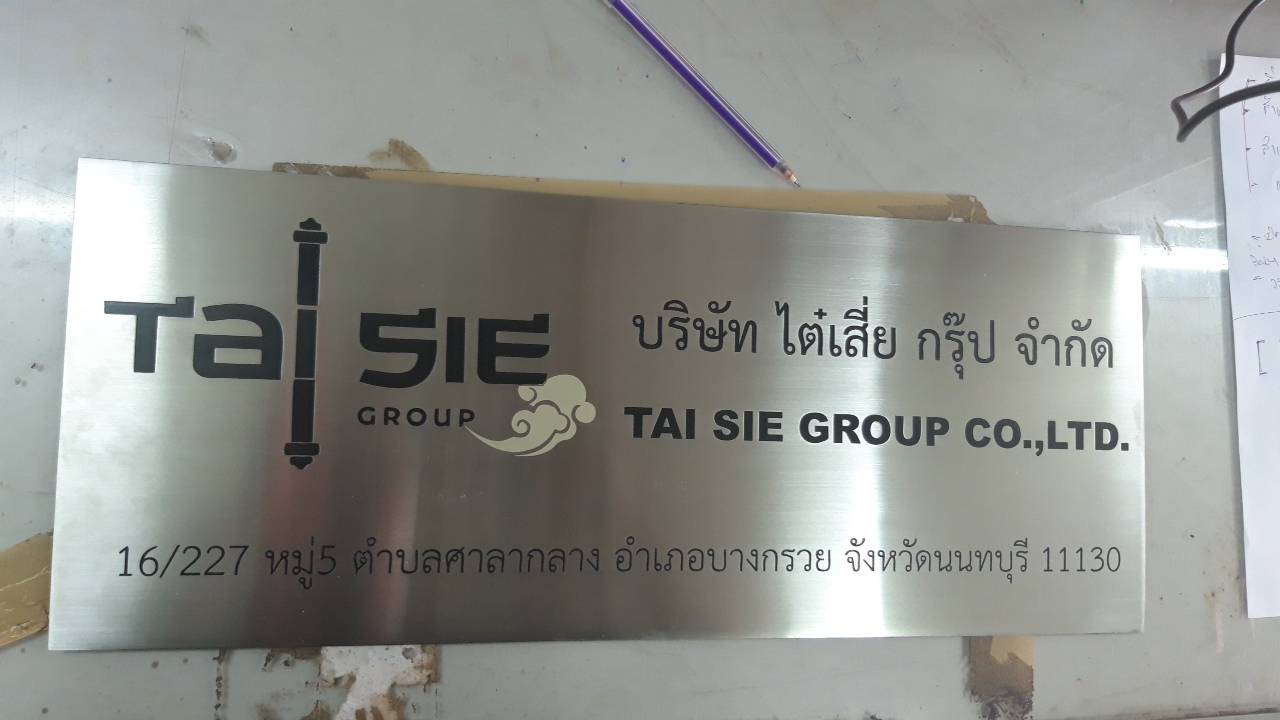 Tai SIE
GROUP
บริษัท ไต๋เสี่ย กรุ๊ป จำกัด
TAI SIE GROUP CO.,LTD.
16/227 หมู่5 ตำบลศาลากลาง อำเภอบางกรวย จังหวัดนนทบุรี 11130